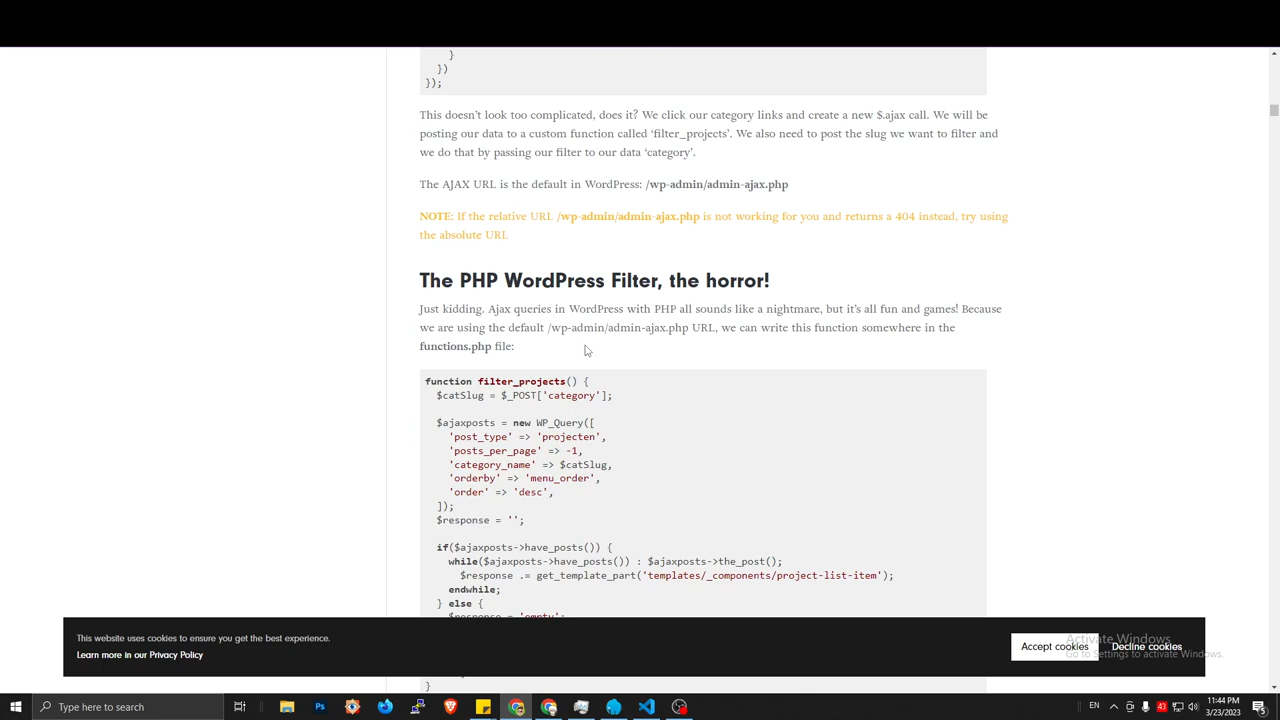 }
})
});
This doesn't look too complicated, does it? We click our category links and create a new $.ajax call. We will be
posting our data to a custom function called 'filter_projects'. We also need to post the slug we want to filter and
we do that by passing our filter to our data 'category'.
The AJAX URL is the default in WordPress: /wp-admin/admin-ajax.php
NOTE: If the relative URL /wp-admin/admin-ajax.php is not working for you and returns a 404 instead, try using
the absolute URL
The PHP WordPress Filter, the horror!
Just kidding. Ajax queries in WordPress with PHP all sounds like a nightmare, but it's all fun and games! Because
we are using the default /wp-admin/admin-ajax.php URL, we can write this function somewhere in the
functions.php file:
function filter_projects() {
$catSlug = $_POST['category'];
$ajaxposts = new WP_Query([
'post_type' => 'projecten',
'posts_per_page' => -1,
'category_name' => $catSlug,
'orderby' => 'menu_order',
'order' => 'desc',
]);
$response = '';
if($ajaxposts->have_posts()) {
while($ajaxposts->have_posts()) : $ajaxposts->the_post();
$response .= get_template_part('templates/_components/project-list-item');
endwhile;
} else {
$response = 'empty';
This website uses cookies to ensure you get the best experience.
Learn more in our Privacy Policy
Accept cookies
Decline cookies
Activate Windows
Go to Settings to activate Windows.
}
Type here to search
EN
43
11:44 PM
3/23/2023